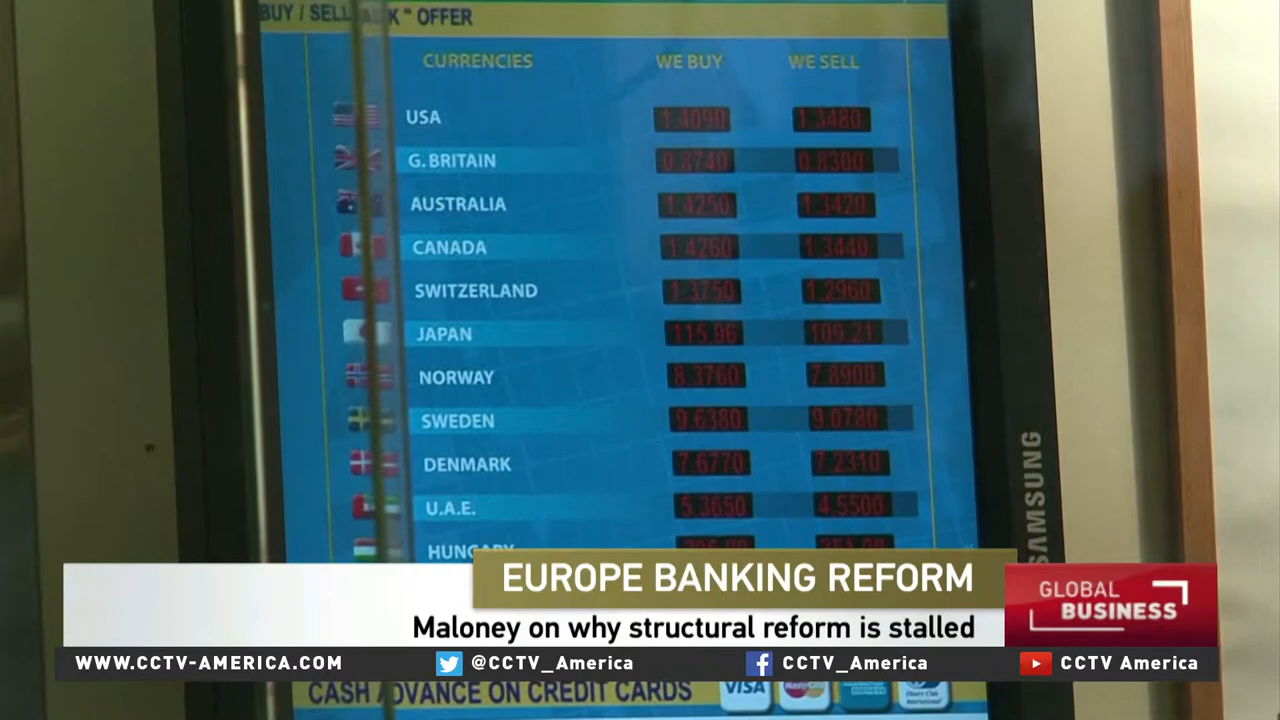 BUY / SELL " OFFER
CURRENCIES WE BUY WE SELL
USA 1.4090 1.3480
G. BRITAIN 0.8740 0.8300
AUSTRALIA 1.4250 1.3420
CANADA 1.4260 1.3440
SWITZERLAND 1.3750 1.2960
JAPAN 115.96 109.21
NORWAY 8.3760 7.8900
SWEDEN 9.6380 9.0780
DENMARK 7.6770 7.2310
U.A.E. 5.3650 4.5500
HUNGARY
SAMSUNG
EUROPE BANKING REFORM
Maloney on why structural reform is stalled
GLOBAL
BUSINESS
WWW.CCTV-AMERICA.COM @CCTV_America CCTV_America CCTV America
CASH ADVANCE ON CREDIT CARDS VISA MasterCard